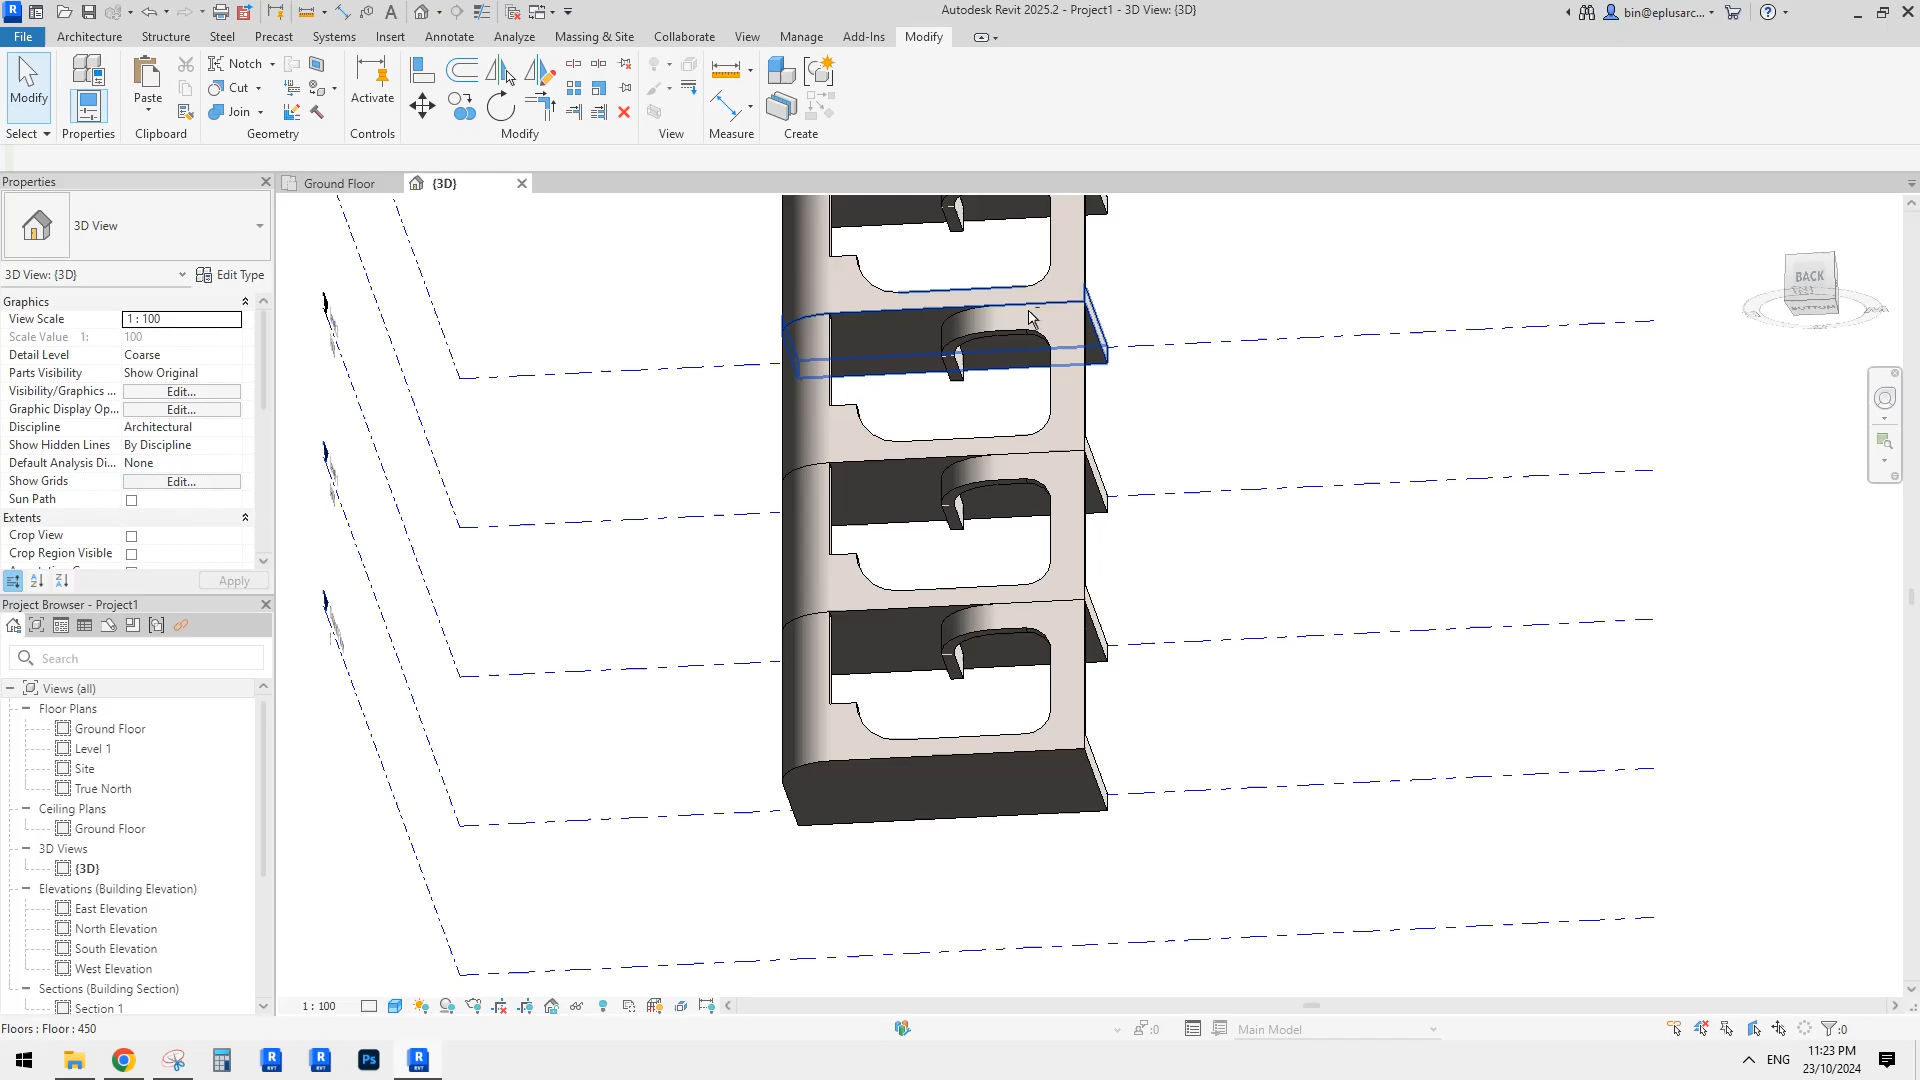 Autodesk Revit 2025.2 - Project1 - 3D View: {3D}
bin@eplusarc...
File Architecture Structure Steel Precast Systems Insert Annotate Analyze Massing & Site Collaborate View Manage Add-Ins Modify
Modify
Paste
Notch
Cut
Join
Activate
Select Properties Clipboard Geometry Controls Modify View Measure Create
Properties
Ground Floor
{3D}
3D View
3D View: {3D}
Edit Type
Graphics
View Scale 1 : 100
Scale Value 1: 100
Detail Level Coarse
Parts Visibility Show Original
Visibility/Graphics ... Edit...
Graphic Display Op... Edit...
Discipline Architectural
Show Hidden Lines By Discipline
Default Analysis Di... None
Show Grids Edit...
Sun Path
Extents
Crop View
Crop Region Visible
Apply
Project Browser - Project1
Search
Views (all)
Floor Plans
Ground Floor
Level 1
Site
True North
Ceiling Plans
Ground Floor
3D Views
{3D}
Elevations (Building Elevation)
East Elevation
North Elevation
South Elevation
West Elevation
Sections (Building Section)
Section 1
BACK
BOTTOM
1 : 100
Floors : Floor : 450
:0
Main Model
:0
ENG
11:23 PM
23/10/2024